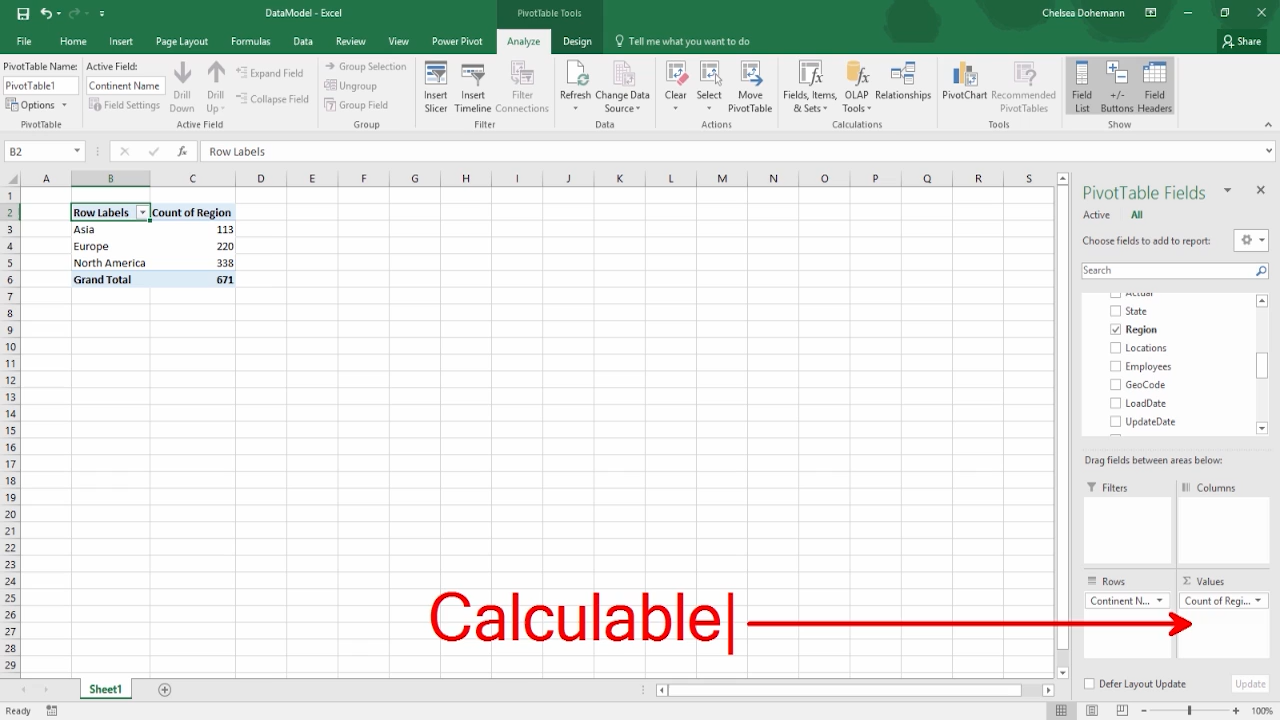 DataModel - Excel
PivotTable Tools
Chelsea Dohemann
File Home Insert Page Layout Formulas Data Review View Power Pivot Analyze Design Tell me what you want to do Share
PivotTable Name:
PivotTable1
Options
PivotTable
Active Field:
Continent Name
Field Settings
Drill Down
Drill Up
Expand Field
Collapse Field
Active Field
Group Selection
Ungroup
Group Field
Group
Insert Slicer
Insert Timeline
Filter Connections
Filter
Refresh
Change Data Source
Data
Clear
Select
Move PivotTable
Actions
Fields, Items, & Sets
OLAP Tools
Relationships
Calculations
PivotChart
Recommended PivotTables
Tools
Field List
+/- Buttons
Field Headers
Show
B2 fx Row Labels
A B C D E F G H I J K L M N O P Q R S
1
2 Row Labels Count of Region
3 Asia 113
4 Europe 220
5 North America 338
6 Grand Total 671
7
8
9
10
11
12
13
14
15
16
17
18
19
20
21
22
23
24
25
26
27
28
29
Calculable
PivotTable Fields
Active All
Choose fields to add to report:
Search
Actual
State
Region
Locations
Employees
GeoCode
LoadDate
UpdateDate
Drag fields between areas below:
Filters Columns
Rows Σ Values
Continent N... Count of Regi...
Defer Layout Update Update
Sheet1
Ready
100%